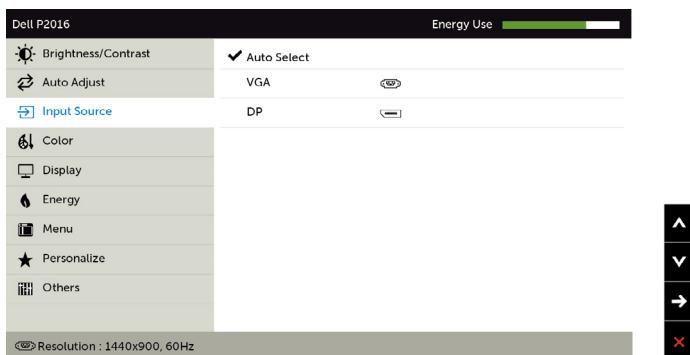 Dell P2016
Energy Use
Brightness/Contrast
Auto Adjust
Input Source
Color
Display
Energy
Menu
Personalize
Others
Auto Select
VGA
DP
Resolution : 1440x900, 60Hz